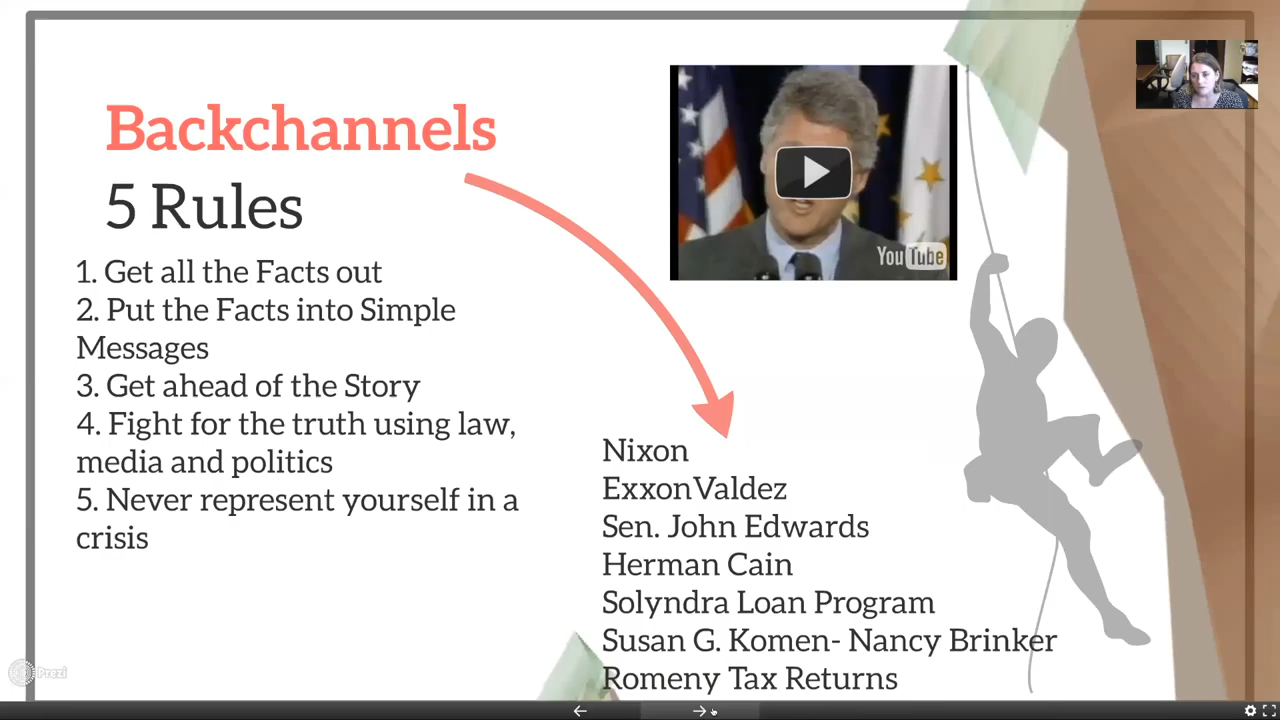 Backchannels
5 Rules
1. Get all the Facts out
2. Put the Facts into Simple
Messages
3. Get ahead of the Story
4. Fight for the truth using law,
media and politics
5. Never represent yourself in a
crisis
YouTube
Nixon
ExxonValdez
Sen. John Edwards
Herman Cain
Solyndra Loan Program
Susan G. Komen- Nancy Brinker
Romeny Tax Returns
Prezi